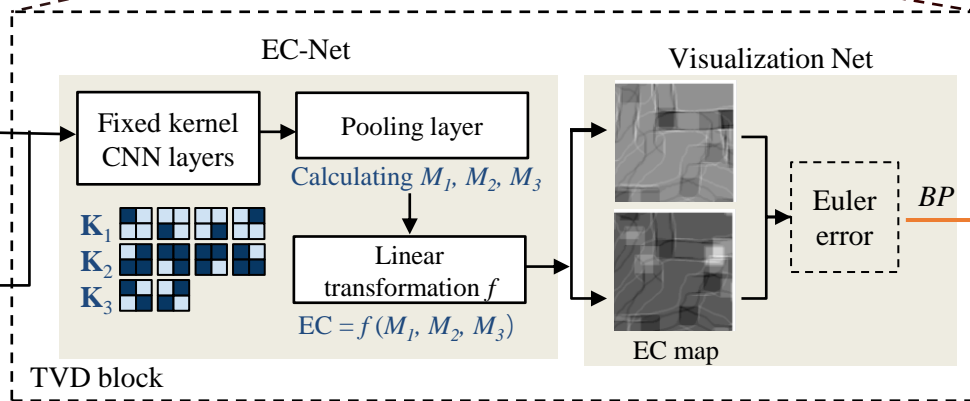 EC-Net
Visualization Net
Fixed kernel
CNN layers
Pooling layer
Calculating M1, M2, M3
K1
K2
K3
Linear
transformation f
EC = f (M1, M2, M3)
EC map
Euler
error
BP
TVD block